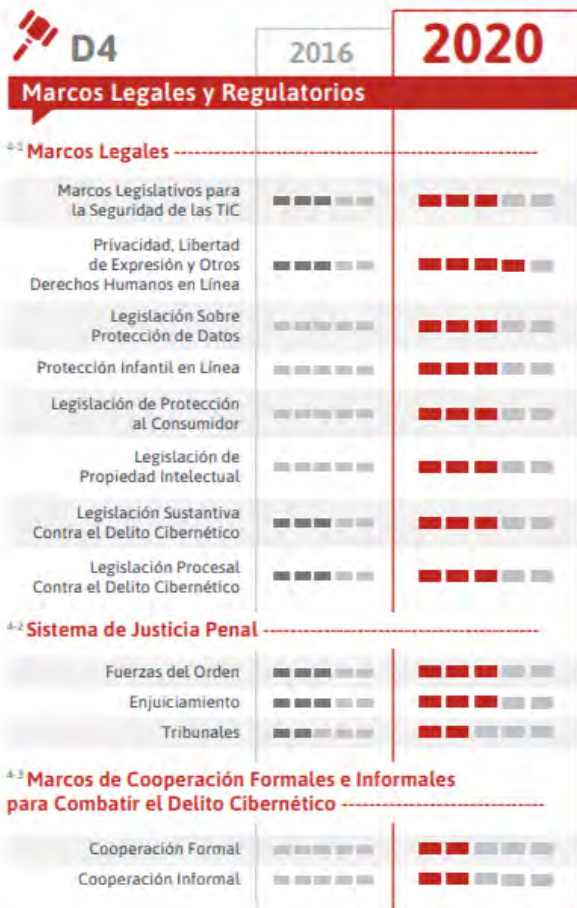 D4
2016
2020
Marcos Legales y Regulatorios
4-1 Marcos Legales
Marcos Legislativos para
la Seguridad de las TIC
Privacidad, Libertad
de Expresión y Otros
Derechos Humanos en Línea
Legislación Sobre
Protección de Datos
Protección Infantil en Línea
Legislación de Protección
al Consumidor
Legislación de
Propiedad Intelectual
Legislación Sustantiva
Contra el Delito Cibernético
Legislación Procesal
Contra el Delito Cibernético
4-2 Sistema de Justicia Penal
Fuerzas del Orden
Enjuiciamiento
Tribunales
4-3 Marcos de Cooperación Formales e Informales
para Combatir el Delito Cibernético
Cooperación Formal
Cooperación Informal